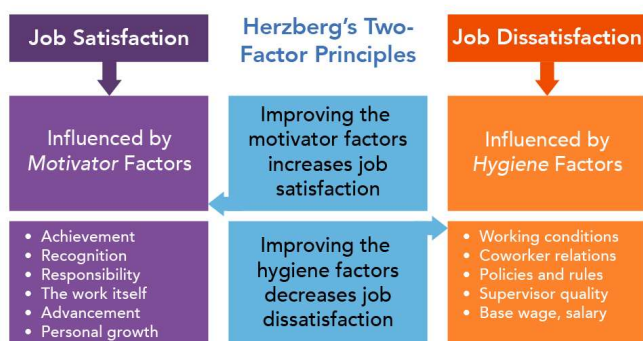 Job Satisfaction
Herzberg's Two-
Factor Principles
Job Dissatisfaction
Influenced by
Motivator Factors
Improving the
motivator factors
increases job
satisfaction
Influenced by
Hygiene Factors
• Achievement
• Recognition
• Responsibility
• The work itself
• Advancement
• Personal growth
Improving the
hygiene factors
decreases job
dissatisfaction
• Working conditions
• Coworker relations
• Policies and rules
• Supervisor quality
• Base wage, salary